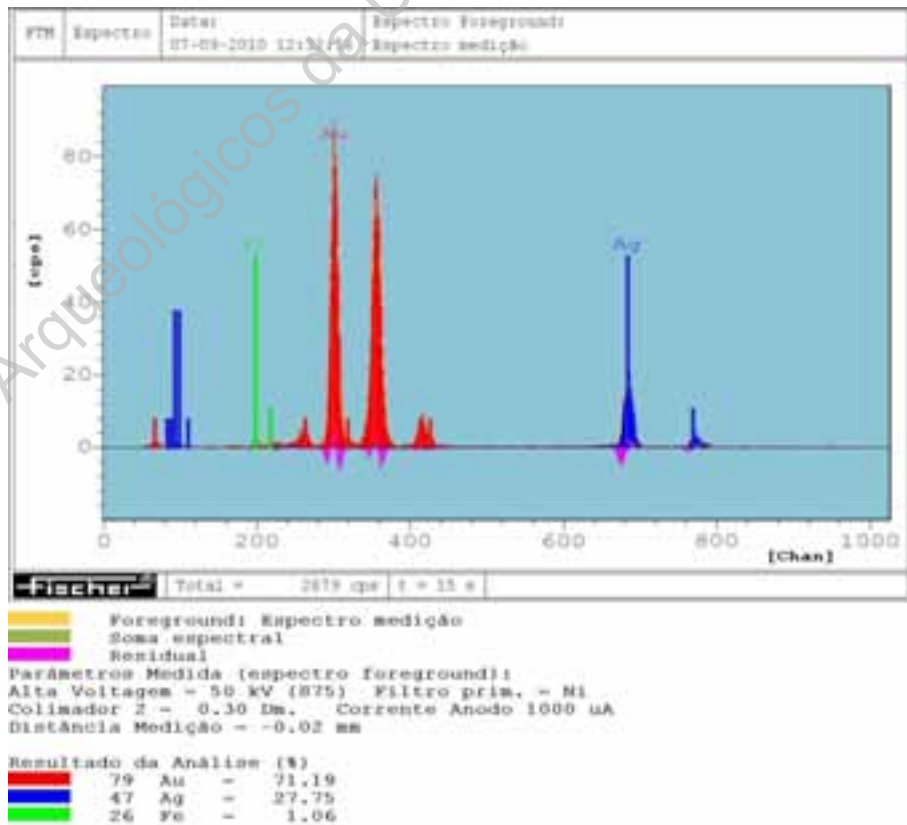 FTM Espectro Data: Espectro Foreground:
07-09-2010 Espectro medição
Arqueológicos da
[cps]
80
60
40
20
0
Au
Ag
0 200 400 600 800 1000
[Chan]
Fischer Total = 2879 cps t = 15 s
Foreground: Espectro medição
Soma espectral
Residual
Parâmetros Medida (espectro foreground):
Alta Voltagem = 50 kV (875) Filtro prim. = Ni
Colimador 2 = 0.30 Dm. Corrente Anodo 1000 uA
Distância Medição = -0.02 mm
Resultado da Análise (%)
79 Au = 71.19
47 Ag = 27.75
26 Fe = 1.06